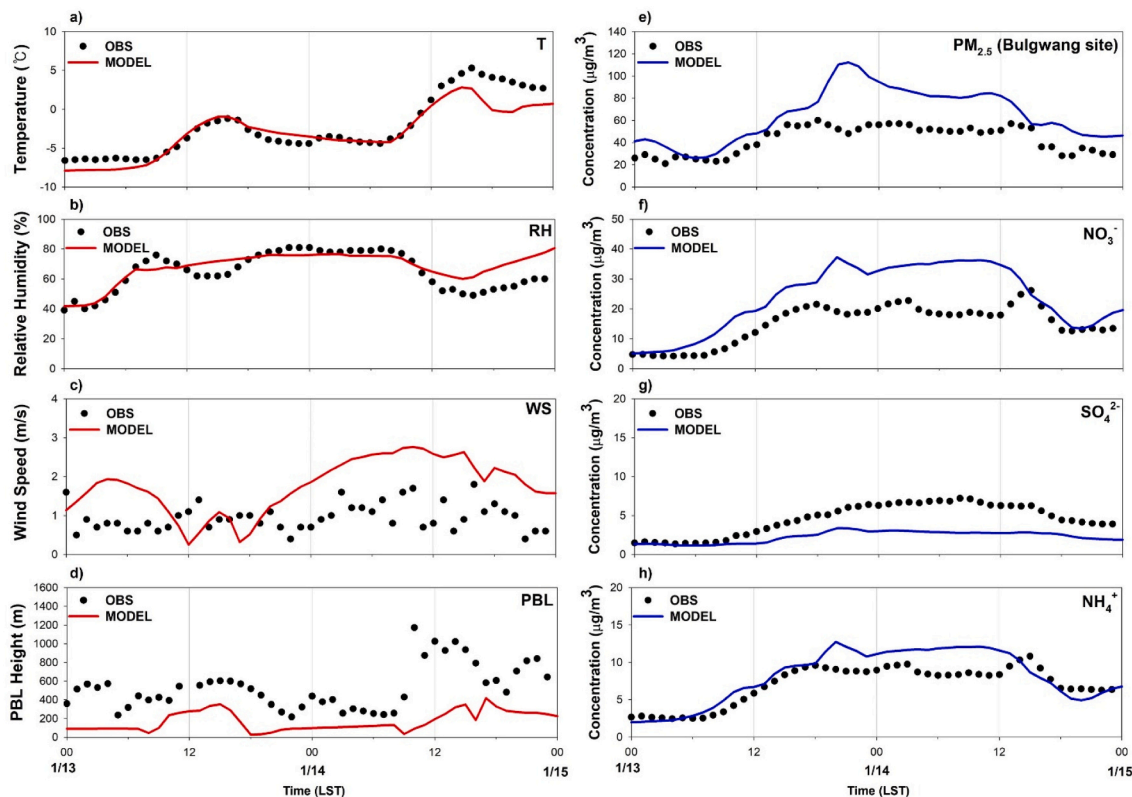 a)
Temperature (℃)
10
5
0
-5
-10
OBS
MODEL
T
b)
Relative Humidity (%)
100
80
60
40
20
0
OBS
MODEL
RH
c)
Wind Speed (m/s)
4
3
2
1
0
OBS
MODEL
WS
d)
PBL Height (m)
1600
1400
1200
1000
800
600
400
200
0
OBS
MODEL
PBL
00 12 00 12 00
1/13 1/14 1/15
Time (LST)
e)
Concentration (μg/m³)
140
120
100
80
60
40
20
0
OBS
MODEL
PM₂.₅ (Bulgwang site)
f)
Concentration (μg/m³)
50
40
30
20
10
0
OBS
MODEL
NO₃⁻
g)
Concentration (μg/m³)
20
15
10
5
0
OBS
MODEL
SO₄²⁻
h)
Concentration (μg/m³)
20
15
10
5
0
OBS
MODEL
NH₄⁺
00 12 00 12 00
1/13 1/14 1/15
Time (LST)